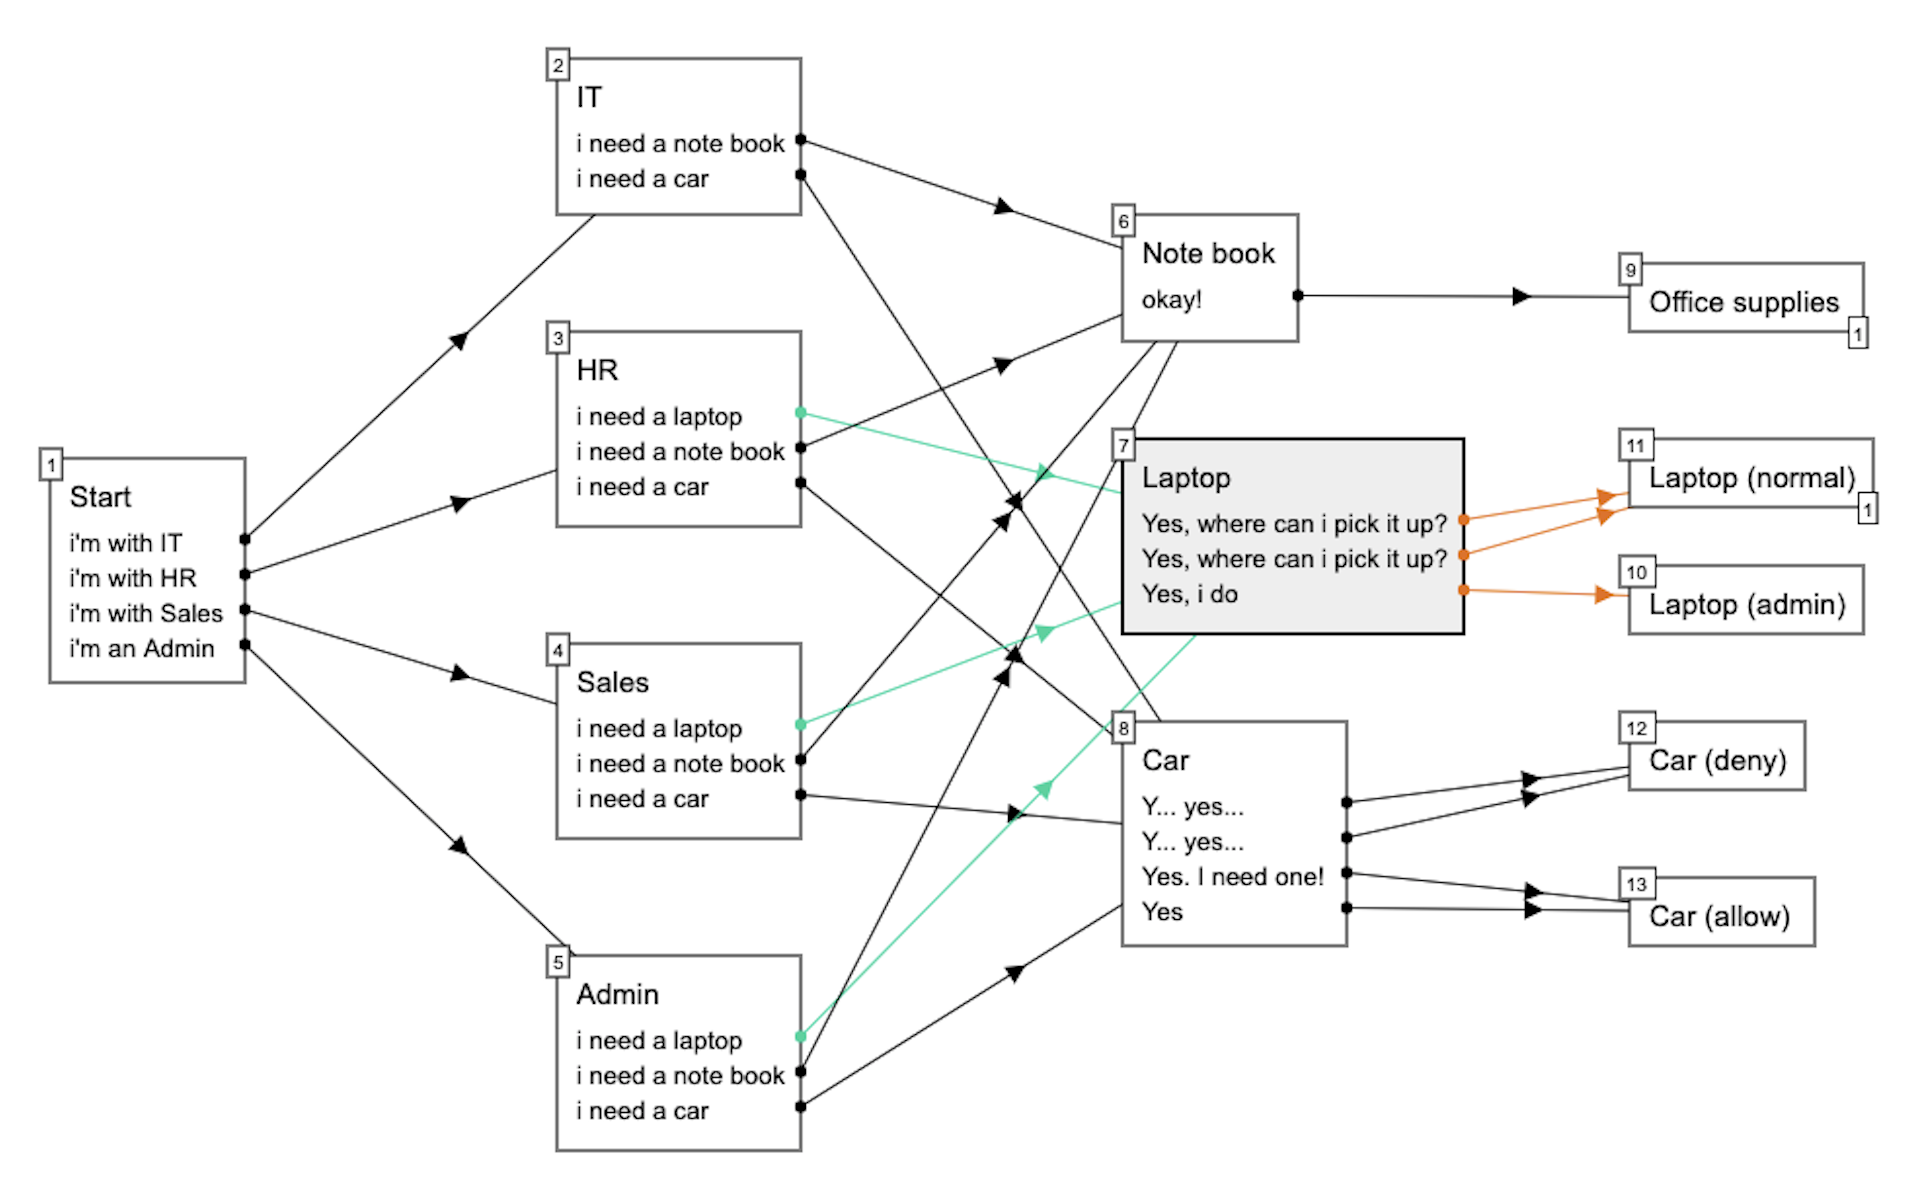 1
Start
i'm with IT
i'm with HR
i'm with Sales
i'm an Admin
2
IT
i need a note book
i need a car
3
HR
i need a laptop
i need a note book
i need a car
4
Sales
i need a laptop
i need a note book
i need a car
5
Admin
i need a laptop
i need a note book
i need a car
6
Note book
okay!
7
Laptop
Yes, where can i pick it up?
Yes, where can i pick it up?
Yes, i do
8
Car
Y... yes...
Y... yes...
Yes. I need one!
Yes
9
Office supplies
1
11
Laptop (normal)
1
10
Laptop (admin)
12
Car (deny)
13
Car (allow)